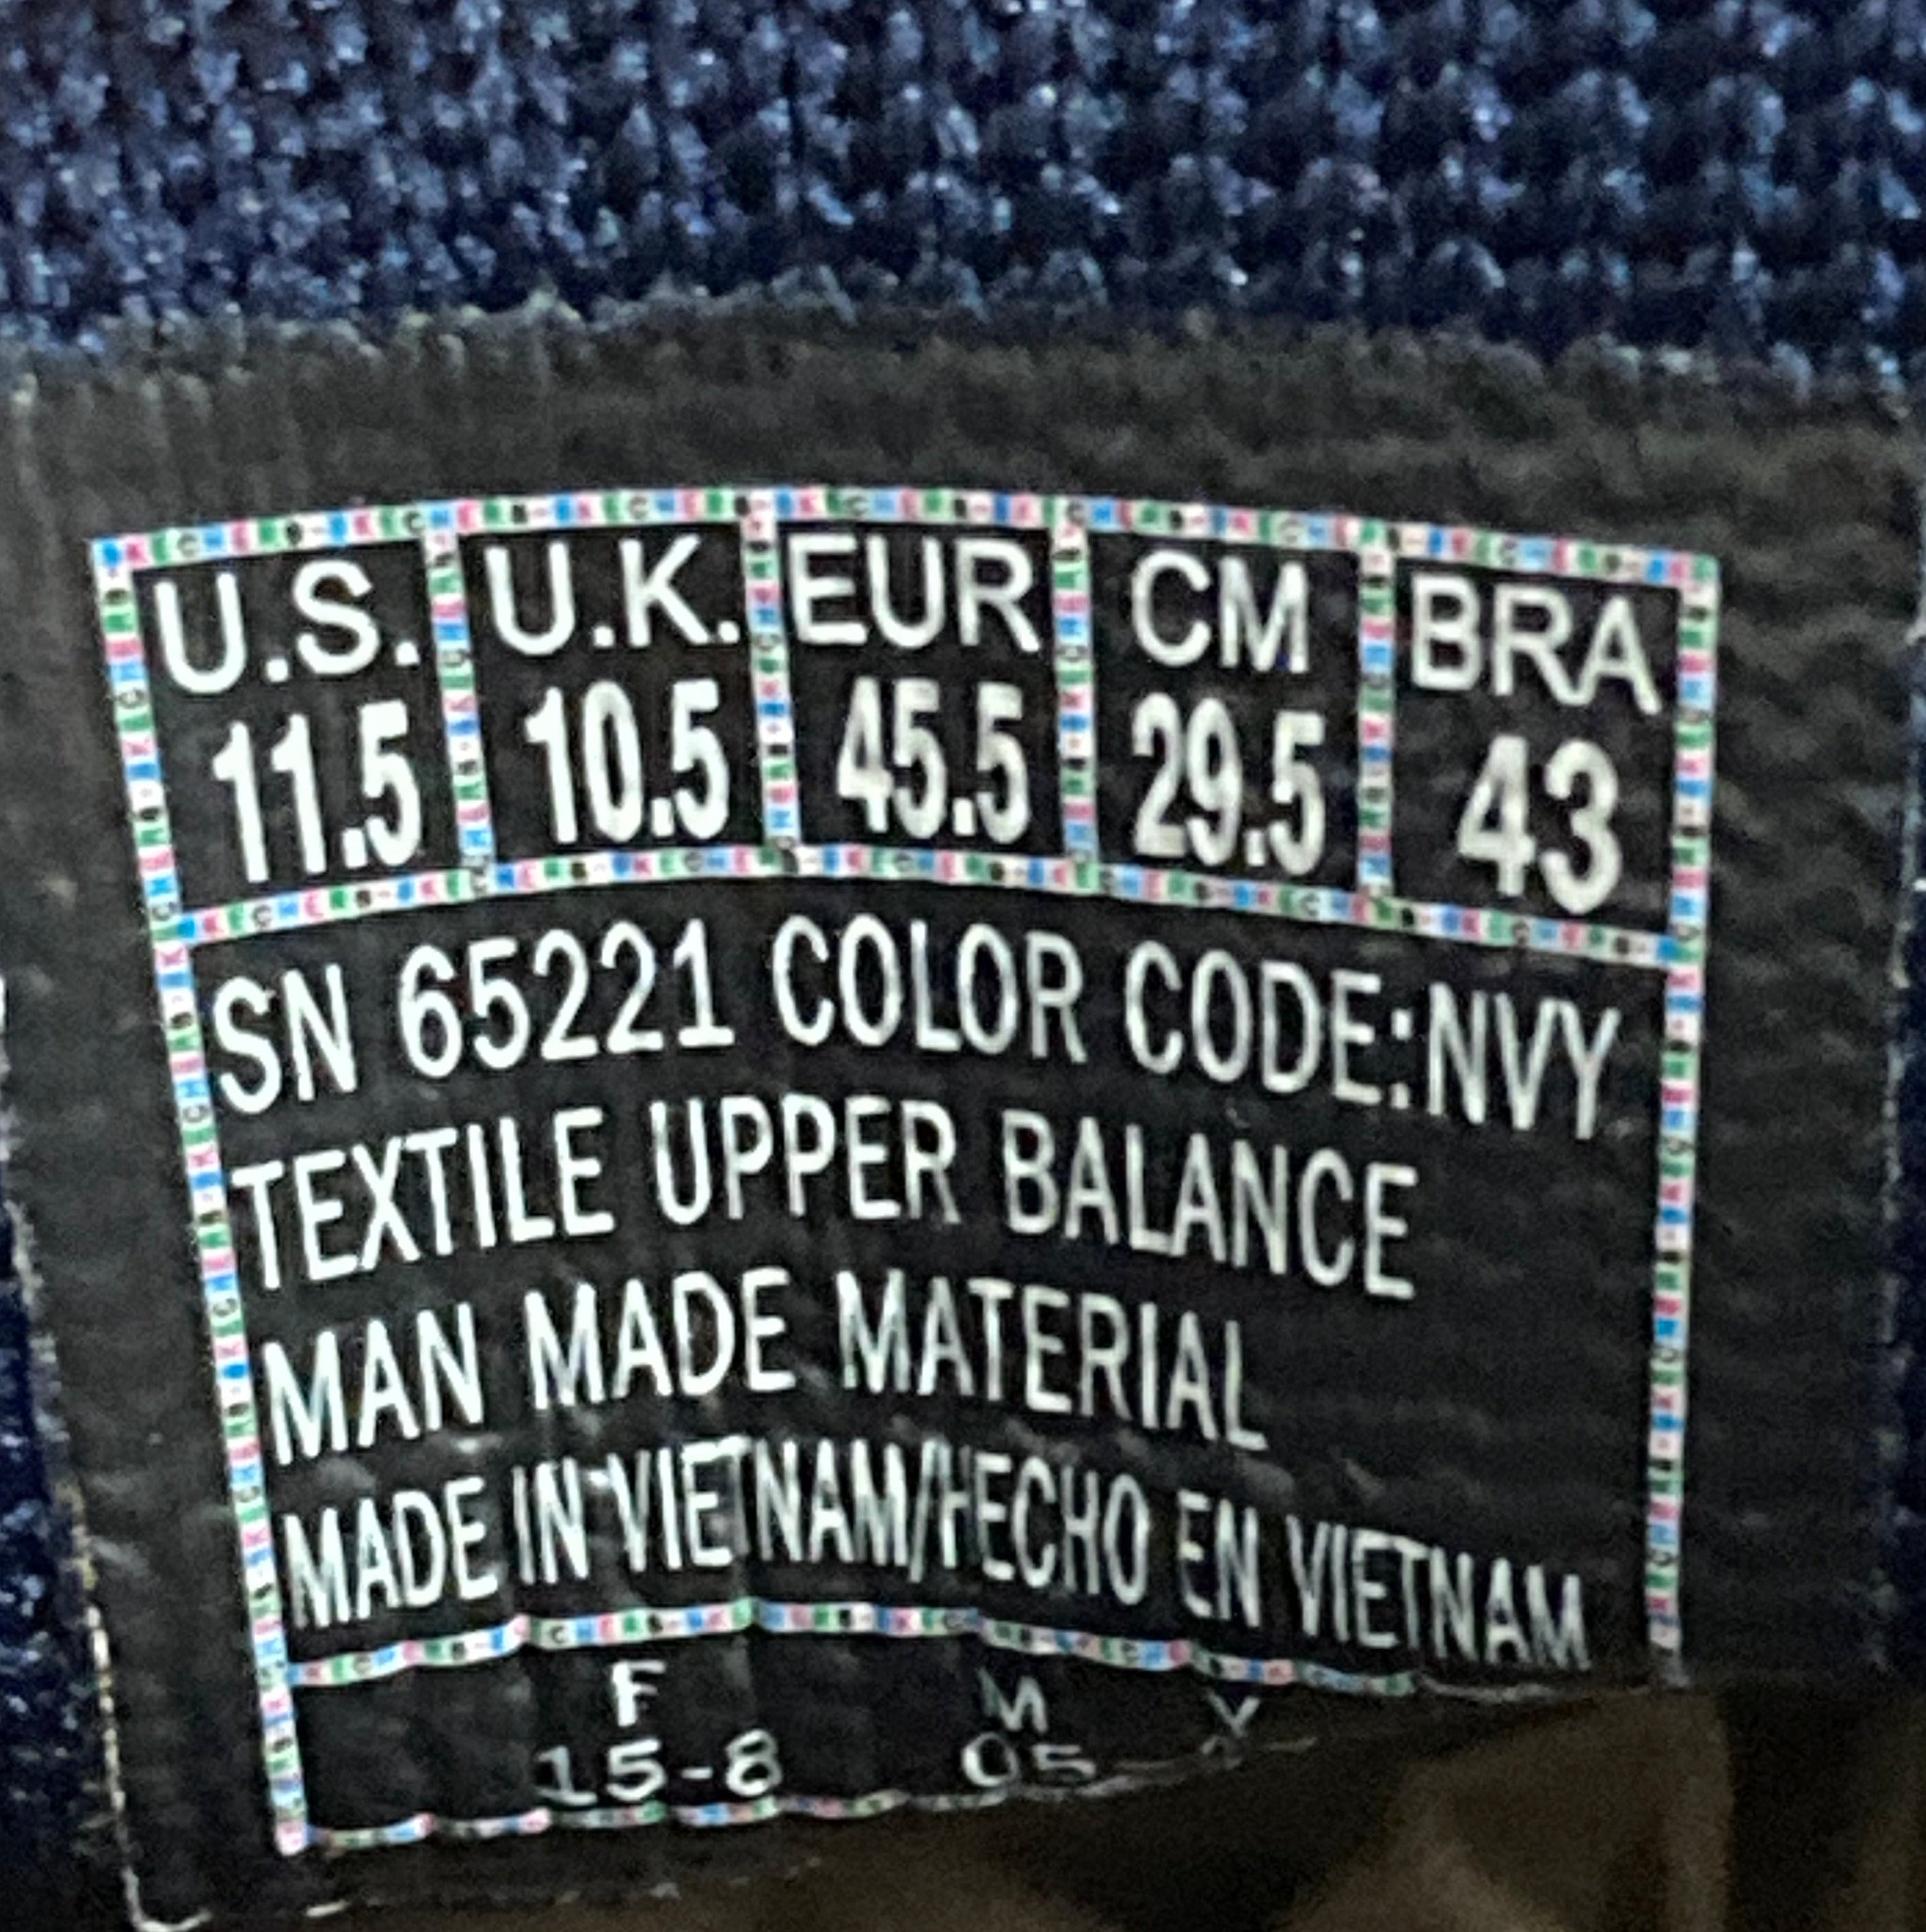 U.S. U.K. EUR CM BRA
11.5 10.5 45.5 29.5 43
SN 65221 COLOR CODE:NVY
TEXTILE UPPER BALANCE
MAN MADE MATERIAL
MADE IN VIETNAM/HECHO EN VIETNAM
F M Y
15-8 05